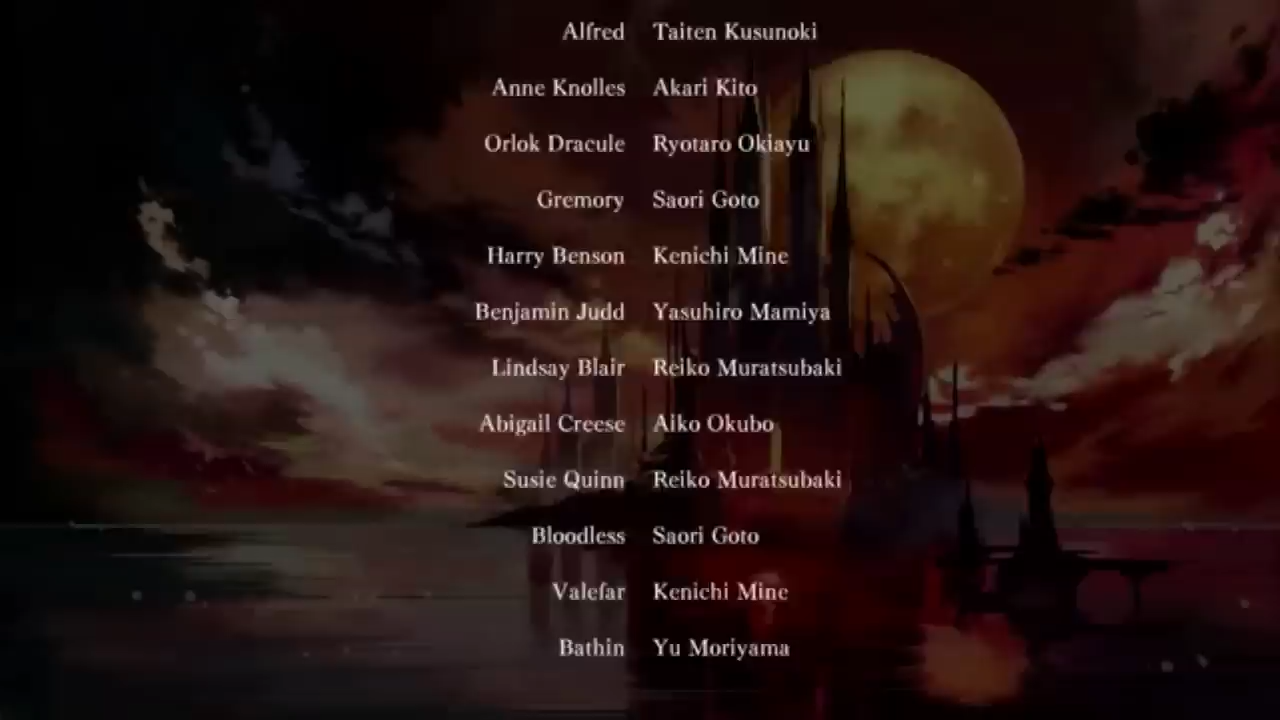 Alfred Taiten Kusunoki
Anne Knolles Akari Kito
Orlok Dracule Ryotaro Okiayu
Gremory Saori Goto
Harry Benson Kenichi Mine
Benjamin Judd Yasuhiro Mamiya
Lindsay Blair Reiko Muratsubaki
Abigail Creese Aiko Okubo
Susie Quinn Reiko Muratsubaki
Bloodless Saori Goto
Valefar Kenichi Mine
Bathin Yu Moriyama